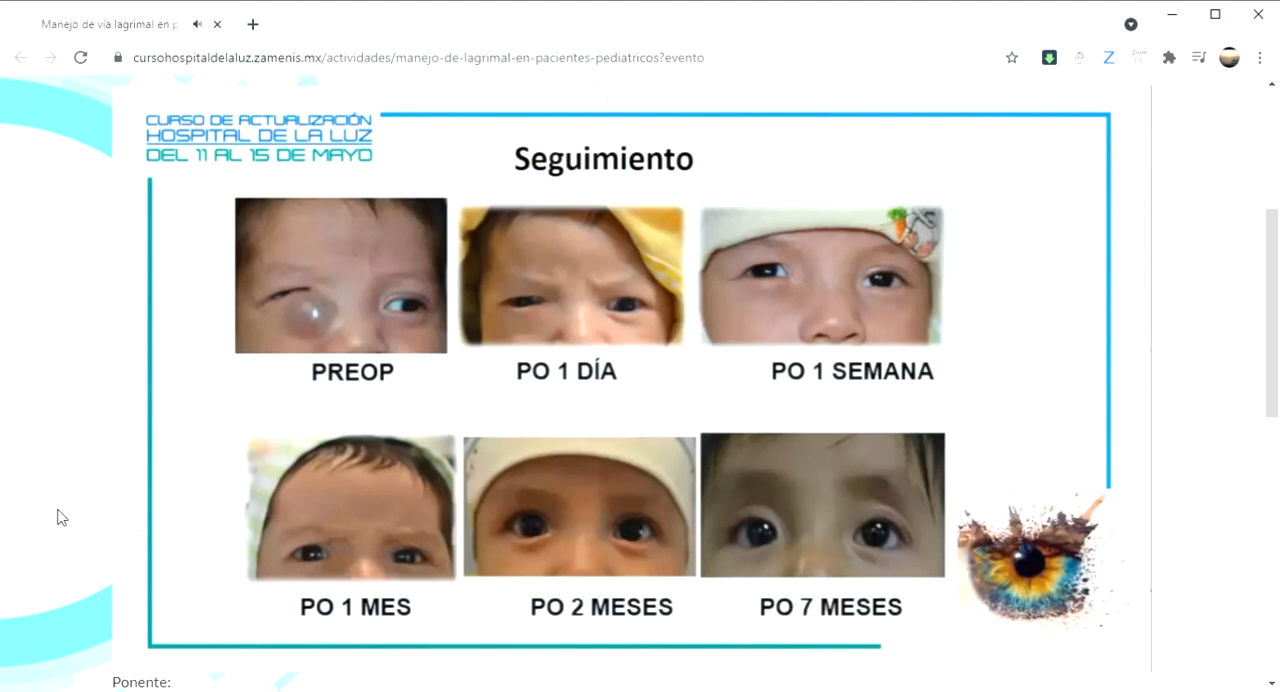 Manejo de vía lagrimal en p
cursohospitaldelaluz.zamenis.mx/actividades/manejo-de-lagrimal-en-pacientes-pediatricos?evento
CURSO DE ACTUALIZACIÓN
HOSPITAL DE LA LUZ
DEL 11 AL 15 DE MAYO
Seguimiento
PREOP
PO 1 DÍA
PO 1 SEMANA
PO 1 MES
PO 2 MESES
PO 7 MESES
Ponente: